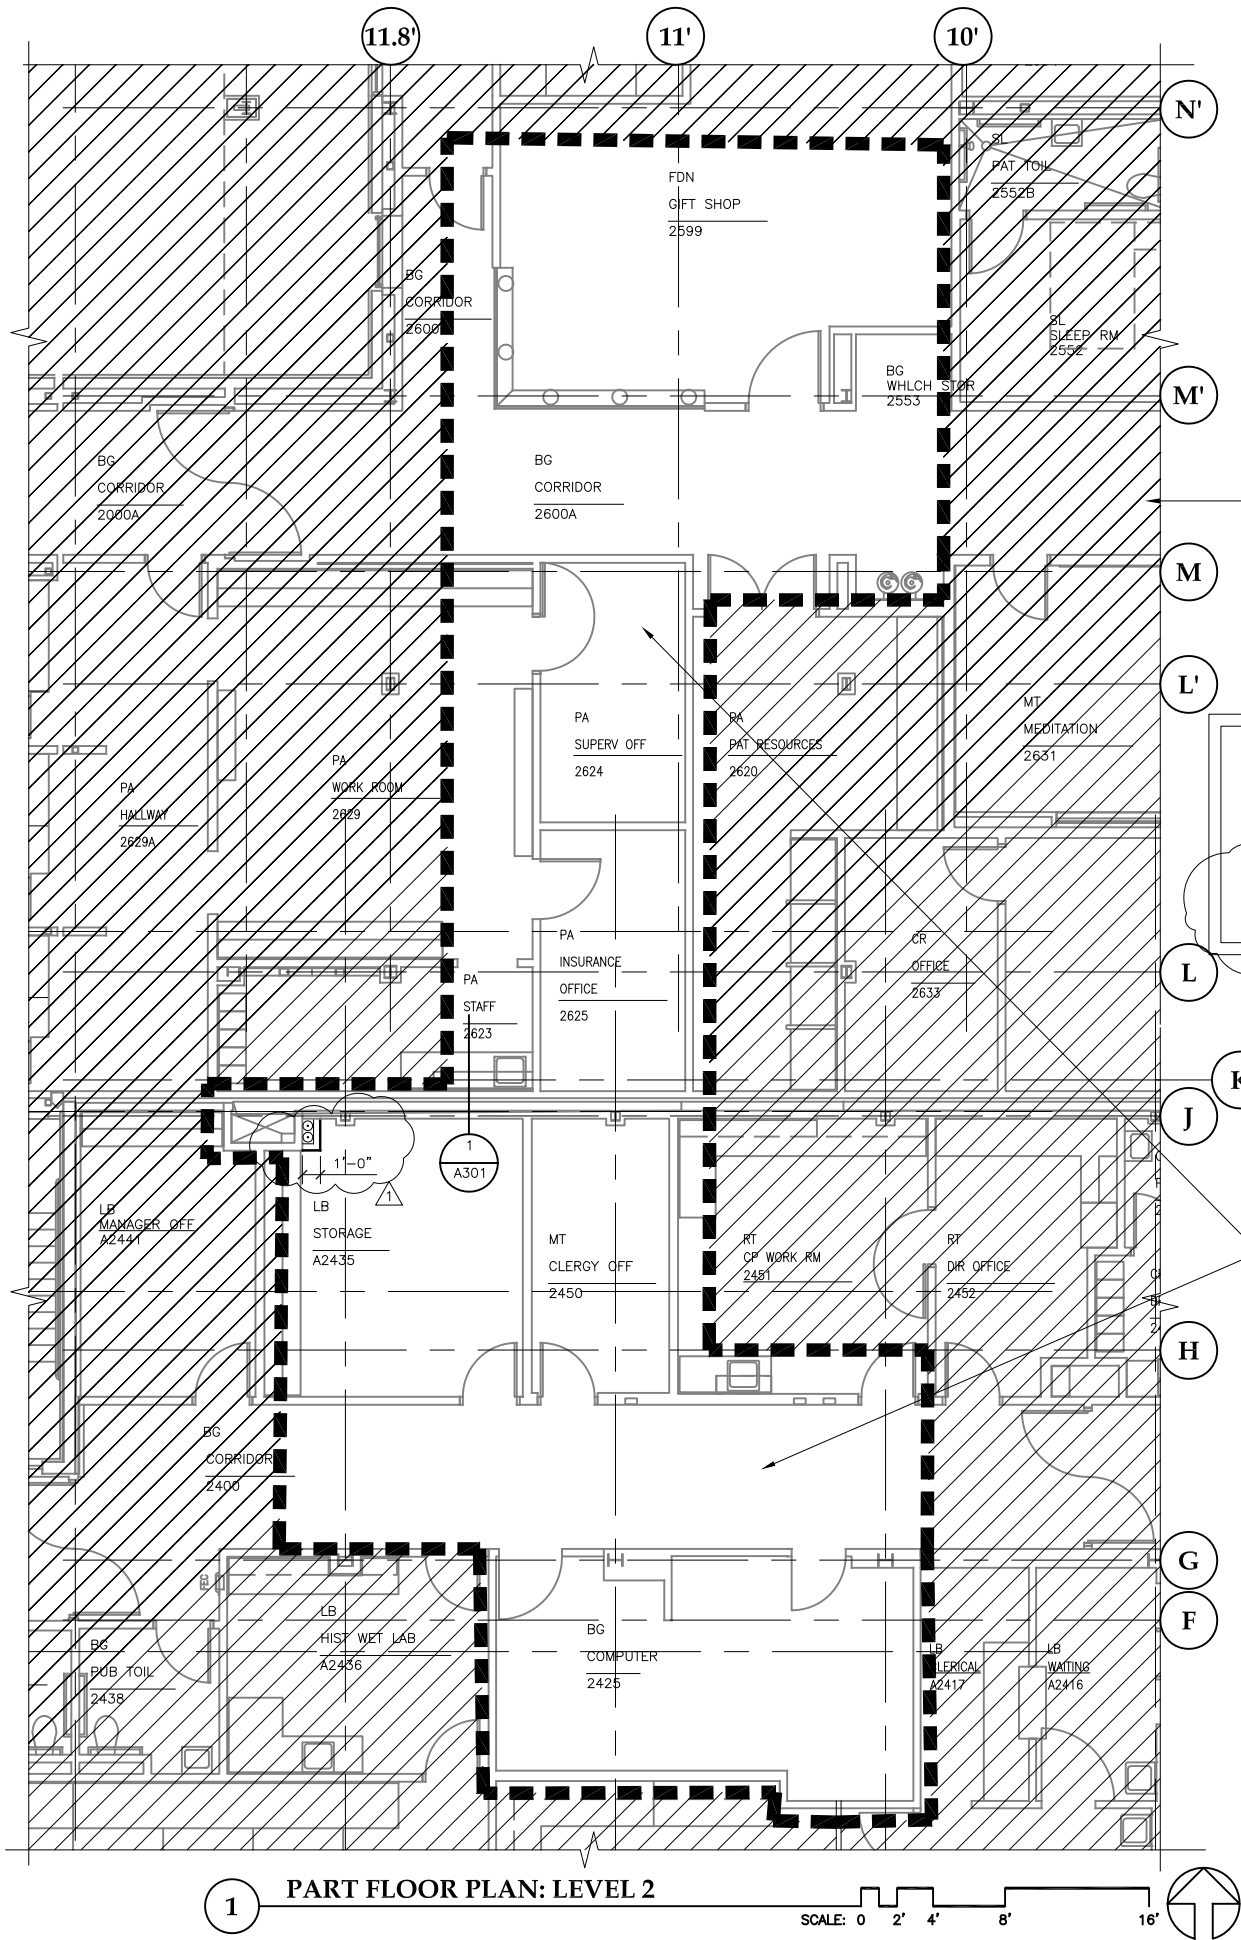 11.8'
11'
10'
N'
SL
PAT TOIL
2552B
FDN
GIFT SHOP
2599
BG
CORRIDOR
2600
SL
SLEEP RM
2552
BG
WHLCH STOR
2553
M'
BG
CORRIDOR
2000A
BG
CORRIDOR
2600A
M
L'
MT
MEDITATION
2631
PA
SUPERV OFF
2624
PA
PAT RESOURCES
2620
PA
WORK ROOM
2629
PA
HALLWAY
2629A
PA
INSURANCE
OFFICE
2625
CR
OFFICE
2633
L
PA
STAFF
2623
K
J
1
A301
1'-0"
1
LB
MANAGER OFF
A2441
LB
STORAGE
A2435
MT
CLERGY OFF
2450
RT
CP WORK RM
2451
RT
DIR OFFICE
2452
H
BG
CORRIDOR
2400
G
FEC
F
LB
HIST WET LAB
A2436
BG
PUB TOIL
2438
BG
COMPUTER
2425
LB
CLERICAL
A2417
LB
WAITING
A2416
1
PART FLOOR PLAN: LEVEL 2
SCALE: 0 2' 4' 8' 16'